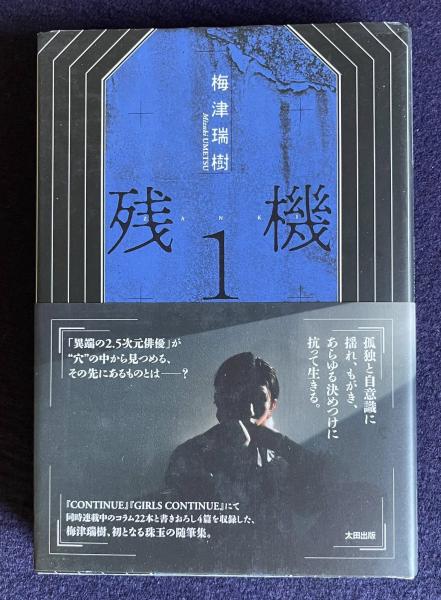 梅津瑞樹
Mizuki UMETSU
残機1
ZANKI 1
孤独と自意識に
揺れ、もがき、
あらゆる決めつけに
抗って生きる。
「異端の2.5次元俳優」が
“穴”の中から見つめる、
その先にあるものとは――?
『CONTINUE』『GIRLS CONTINUE』にて
同時連載中のコラム22本と書きおろし4篇を収録した、
梅津瑞樹、初となる珠玉の随筆集。
太田出版